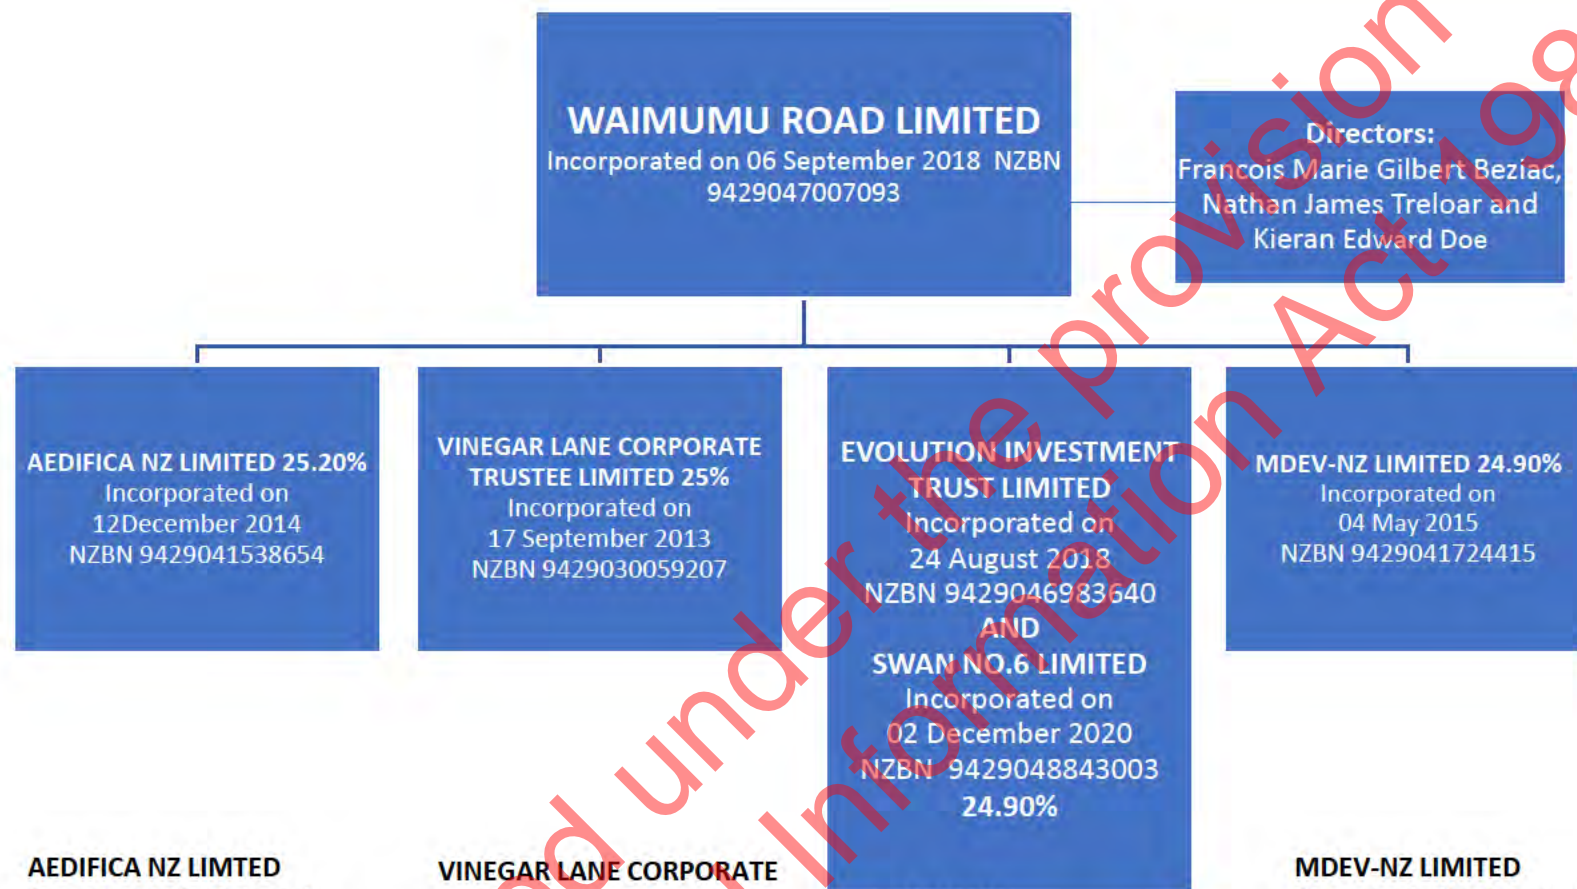 WAIMUMU ROAD LIMITED
Incorporated on 06 September 2018 NZBN
9429047007093
Directors:
Francois Marie Gilbert Beziac,
Nathan James Treloar and
Kieran Edward Doe
AEDIFICA NZ LIMITED 25.20%
Incorporated on
12December 2014
NZBN 9429041538654
VINEGAR LANE CORPORATE
TRUSTEE LIMITED 25%
Incorporated on
17 September 2013
NZBN 9429030059207
EVOLUTION INVESTMENT
TRUST LIMITED
Incorporated on
24 August 2018
NZBN 9429046983640
AND
SWAN NO.6 LIMITED
Incorporated on
02 December 2020
NZBN 9429048843003
24.90%
MDEV-NZ LIMITED 24.90%
Incorporated on
04 May 2015
NZBN 9429041724415
AEDIFICA NZ LIMTED
VINEGAR LANE CORPORATE
MDEV-NZ LIMITED
under the provision
Information Act 198